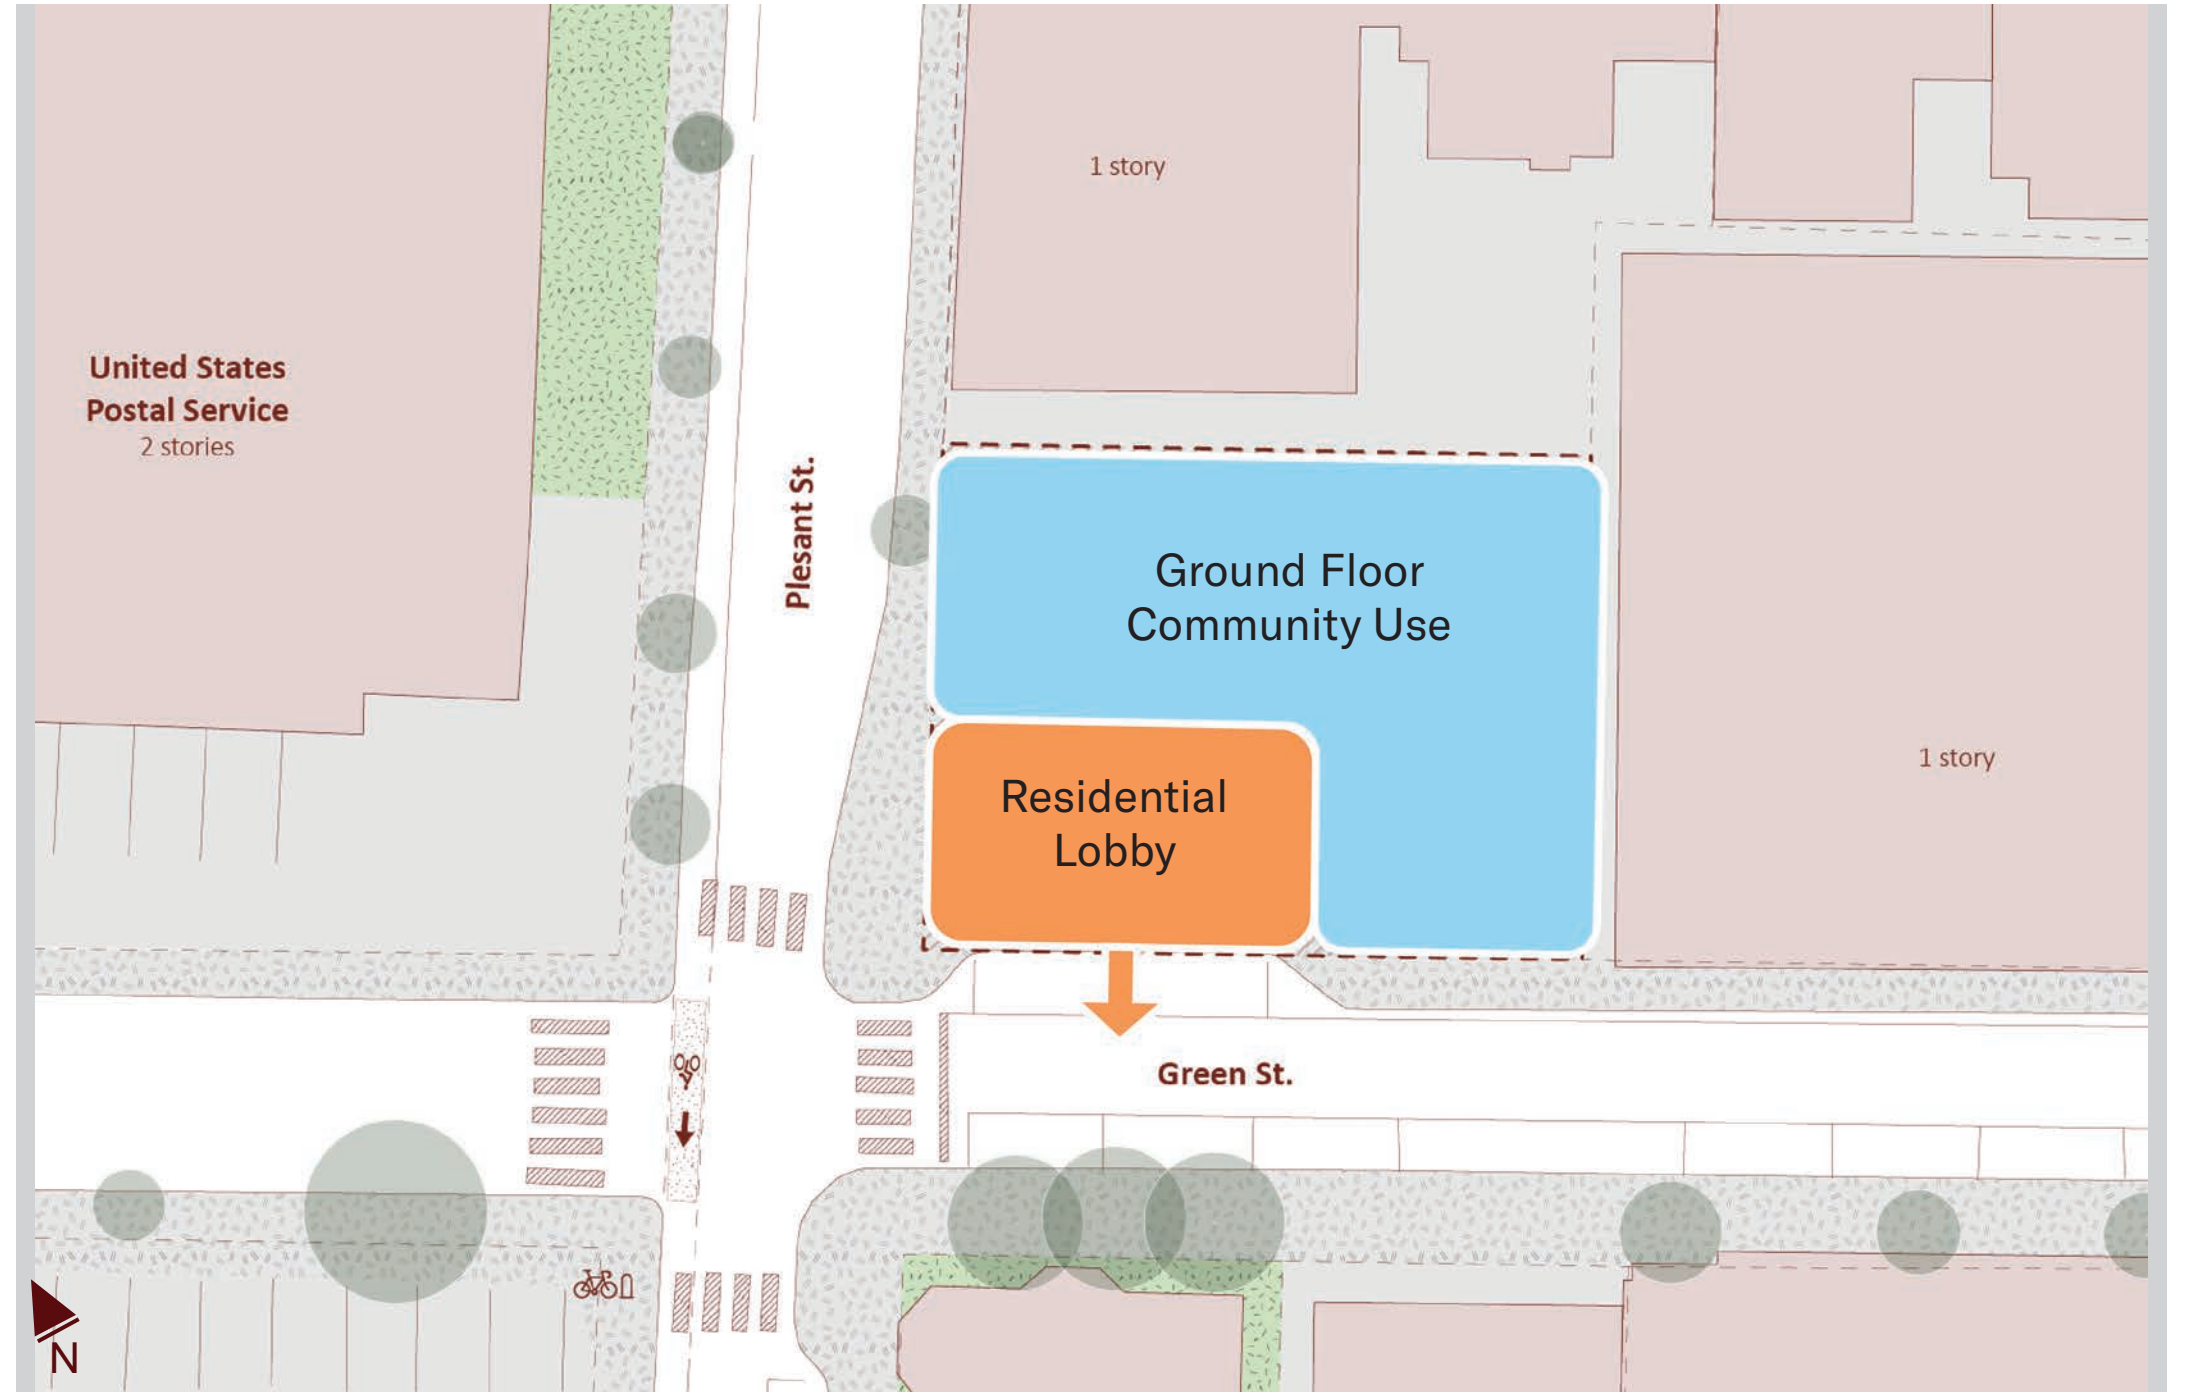 1 story
United States
Postal Service
2 stories
Plesant St.
Ground Floor
Community Use
1 story
Residential
Lobby
Green St.
N